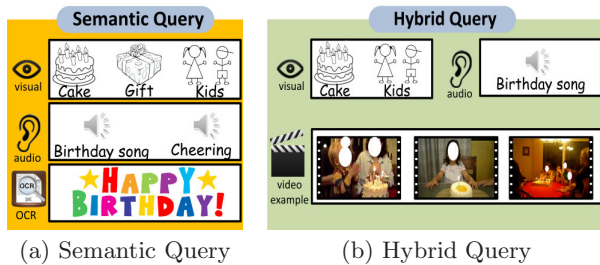 Semantic Query
visual
Cake Gift Kids
audio
Birthday song Cheering
OCR
OCR
HAPPY
BIRTHDAY!
(a) Semantic Query
Hybrid Query
visual
Cake Kids
audio
Birthday song
video
example
(b) Hybrid Query